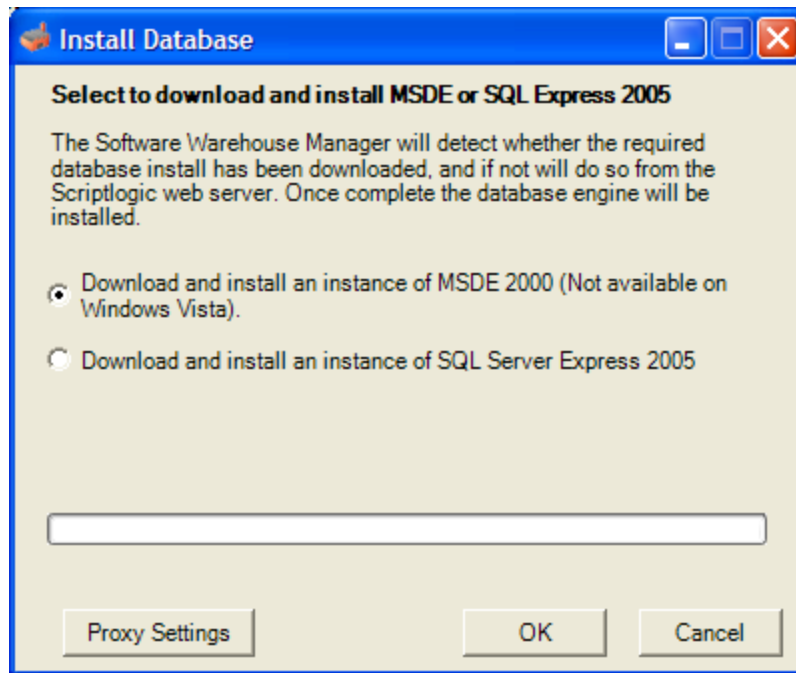 Install Database
Select to download and install MSDE or SQL Express 2005
The Software Warehouse Manager will detect whether the required
database install has been downloaded, and if not will do so from the
Scriptlogic web server. Once complete the database engine will be
installed.
Download and install an instance of MSDE 2000 (Not available on
Windows Vista).
Download and install an instance of SQL Server Express 2005
Proxy Settings
OK
Cancel